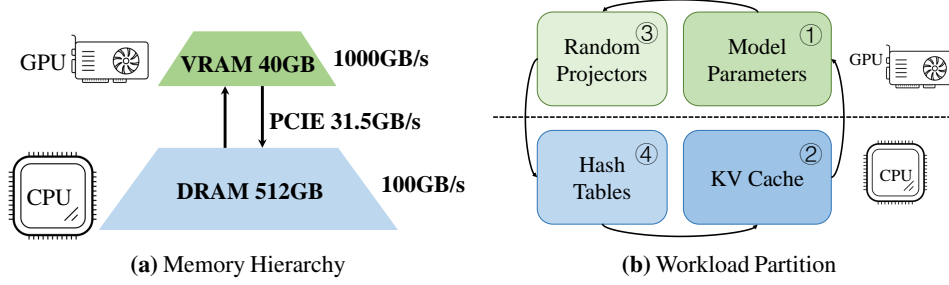 GPU
VRAM 40GB
1000GB/s
PCIE 31.5GB/s
CPU
DRAM 512GB
100GB/s
(a) Memory Hierarchy
③
Random
Projectors
①
Model
Parameters
GPU
④
Hash
Tables
②
KV Cache
CPU
(b) Workload Partition